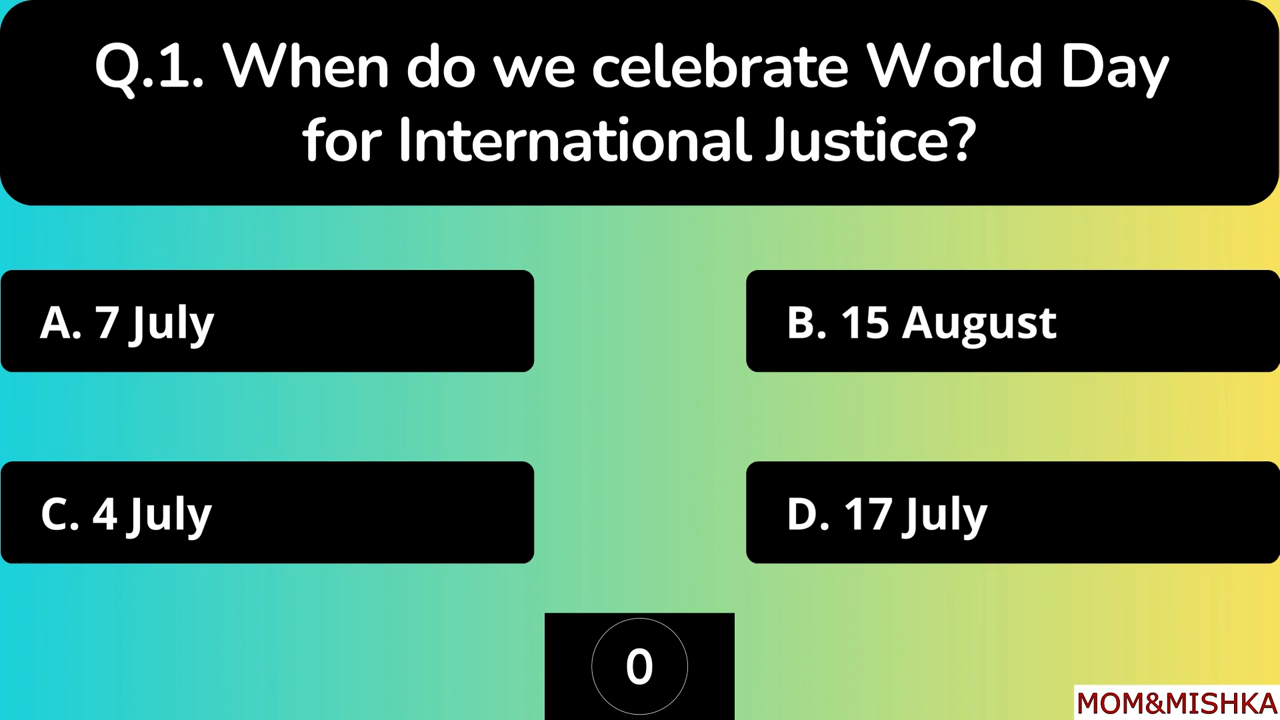 Q.1. When do we celebrate World Day
for International Justice?
A. 7 July
B. 15 August
C. 4 July
D. 17 July
0
MOM&MISHKA